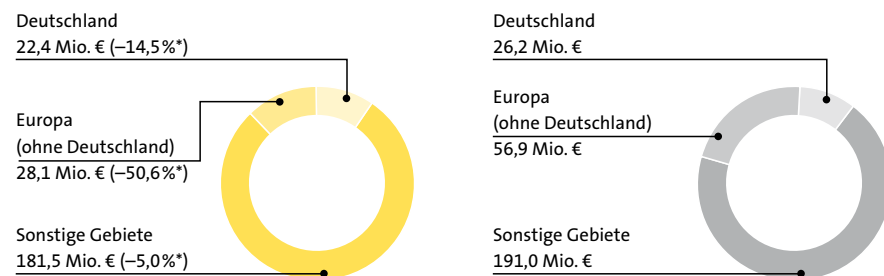 Deutschland
22,4 Mio. € (–14,5%*)
Europa
(ohne Deutschland)
28,1 Mio. € (–50,6%*)
Sonstige Gebiete
181,5 Mio. € (–5,0%*)
Deutschland
26,2 Mio. €
Europa
(ohne Deutschland)
56,9 Mio. €
Sonstige Gebiete
191,0 Mio. €